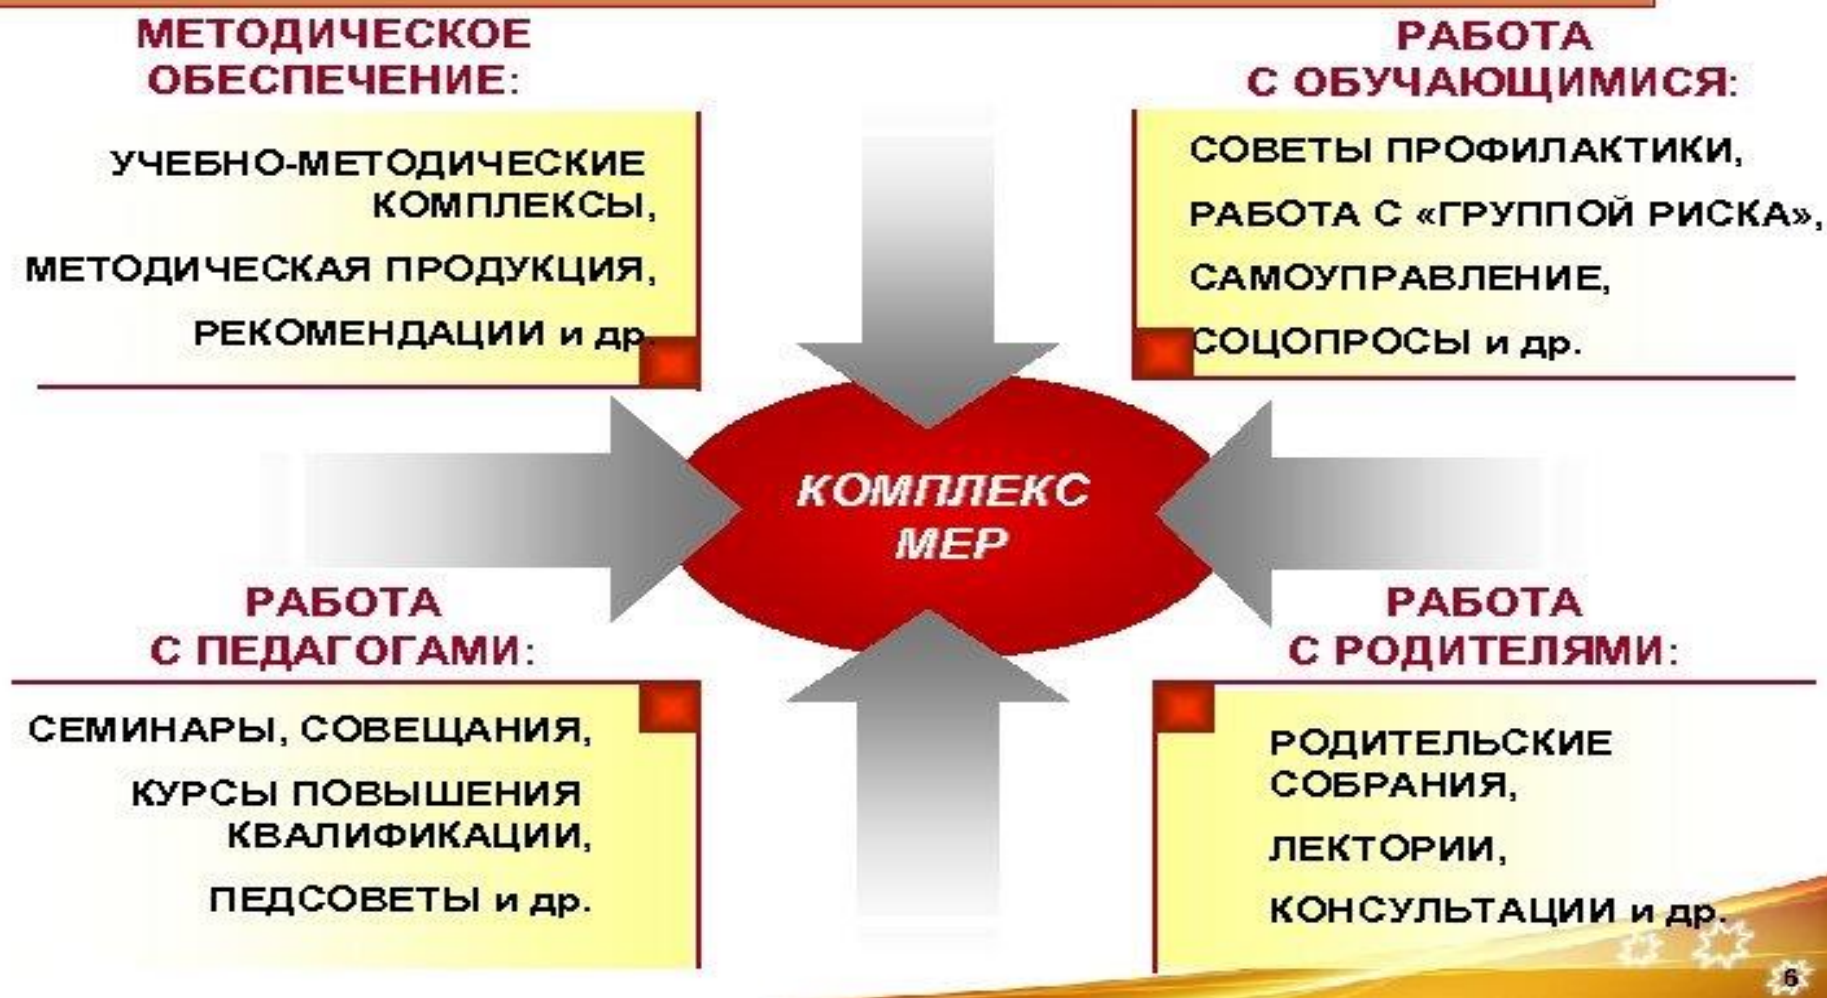 МЕТОДИЧЕСКОЕ
ОБЕСПЕЧЕНИЕ:
УЧЕБНО-МЕТОДИЧЕСКИЕ
КОМПЛЕКСЫ,
МЕТОДИЧЕСКАЯ ПРОДУКЦИЯ,
РЕКОМЕНДАЦИИ и др.
РАБОТА
С ОБУЧАЮЩИМИСЯ:
СОВЕТЫ ПРОФИЛАКТИКИ,
РАБОТА С «ГРУППОЙ РИСКА»,
САМОУПРАВЛЕНИЕ,
СОЦОПРОСЫ и др.
КОМПЛЕКС
МЕР
РАБОТА
С ПЕДАГОГАМИ:
СЕМИНАРЫ, СОВЕЩАНИЯ,
КУРСЫ ПОВЫШЕНИЯ
КВАЛИФИКАЦИИ,
ПЕДСОВЕТЫ и др.
РАБОТА
С РОДИТЕЛЯМИ:
РОДИТЕЛЬСКИЕ
СОБРАНИЯ,
ЛЕКТОРИИ,
КОНСУЛЬТАЦИИ и др.
6